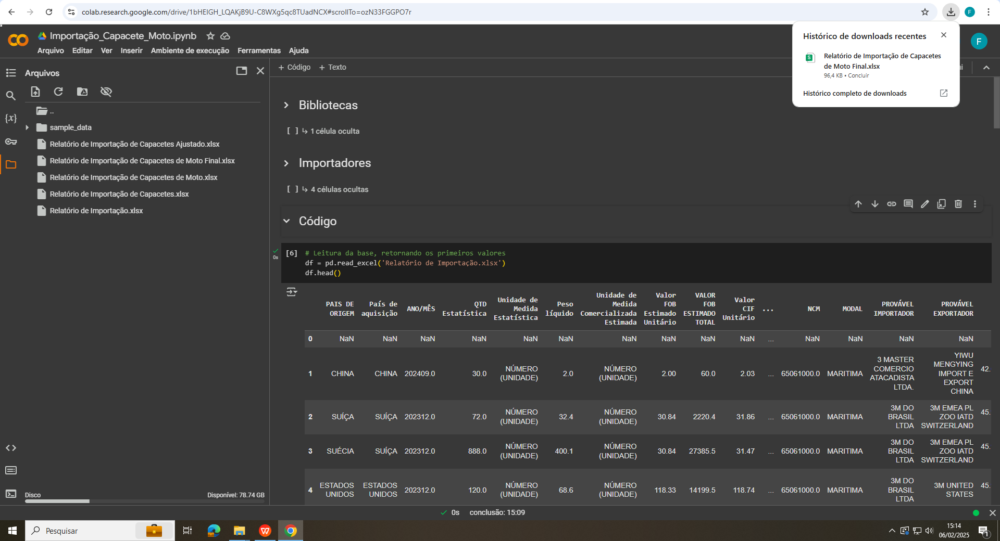 colab.research.google.com/drive/1bHEIGH_LQAKjB9U-C8WXg5qc8TUadNCX#scrollTo=ozN33FGGPO7r
F
Importação_Capacete_Moto.ipynb
Arquivo Editar Ver Inserir Ambiente de execução Ferramentas Ajuda
Histórico de downloads recentes
Relatório de Importação de Capacetes
de Moto Final.xlsx
96,4 KB • Concluir
Histórico completo de downloads
F
Arquivos
+ Código + Texto
..
sample_data
Relatório de Importação de Capacetes Ajustado.xlsx
Relatório de Importação de Capacetes de Moto Final.xlsx
Relatório de Importação de Capacetes de Moto.xlsx
Relatório de Importação de Capacetes.xlsx
Relatório de Importação.xlsx
{x}
Disco
Disponível: 78.74 GB
Bibliotecas
[ ] ↳ 1 célula oculta
Importadores
[ ] ↳ 4 células ocultas
Código
0s
[6] # Leitura da base, retornando os primeiros valores
df = pd.read_excel('Relatório de Importação.xlsx')
df.head()
PAIS DE ORIGEM País de aquisição ANO/MÊS QTD Estatística Unidade de Medida Estatística Peso líquido Unidade de Medida Comercializada Estimada Valor FOB Estimado Unitário VALOR FOB ESTIMADO TOTAL Valor CIF Unitário ... NCM MODAL PROVÁVEL IMPORTADOR PROVÁVEL EXPORTADOR
0 NaN NaN NaN NaN NaN NaN NaN NaN NaN NaN ... NaN NaN NaN NaN
1 CHINA CHINA 202409.0 30.0 NÚMERO (UNIDADE) 2.0 NÚMERO (UNIDADE) 2.00 60.0 2.03 ... 65061000.0 MARITIMA 3 MASTER COMERCIO ATACADISTA LTDA. YIWU MENGYING IMPORT E EXPORT CHINA 42.
2 SUÍÇA SUÍÇA 202312.0 72.0 NÚMERO (UNIDADE) 32.4 NÚMERO (UNIDADE) 30.84 2220.4 31.86 ... 65061000.0 MARITIMA 3M DO BRASIL LTDA 3M EMEA PL ZOO IATD SWITZERLAND 45.
3 SUÉCIA SUÍÇA 202312.0 888.0 NÚMERO (UNIDADE) 400.1 NÚMERO (UNIDADE) 30.84 27385.5 31.47 ... 65061000.0 MARITIMA 3M DO BRASIL LTDA 3M EMEA PL ZOO IATD SWITZERLAND 45.
4 ESTADOS UNIDOS ESTADOS UNIDOS 202312.0 120.0 NÚMERO (UNIDADE) 68.6 NÚMERO (UNIDADE) 118.33 14199.5 118.74 ... 65061000.0 MARITIMA 3M DO BRASIL LTDA 3M UNITED STATES 45.
0s conclusão: 15:09
Pesquisar
15:14
06/02/2025
1